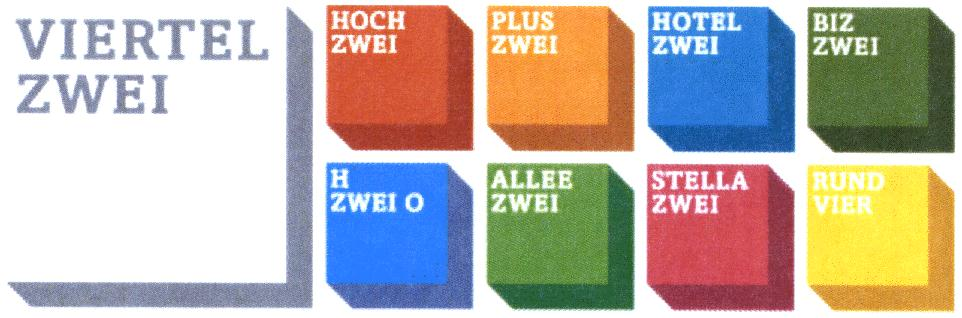 VIERTEL
ZWEI
HOCH
ZWEI
PLUS
ZWEI
HOTEL
ZWEI
BIZ
ZWEI
H
ZWEI O
ALLEE
ZWEI
STELLA
ZWEI
RUND
VIER